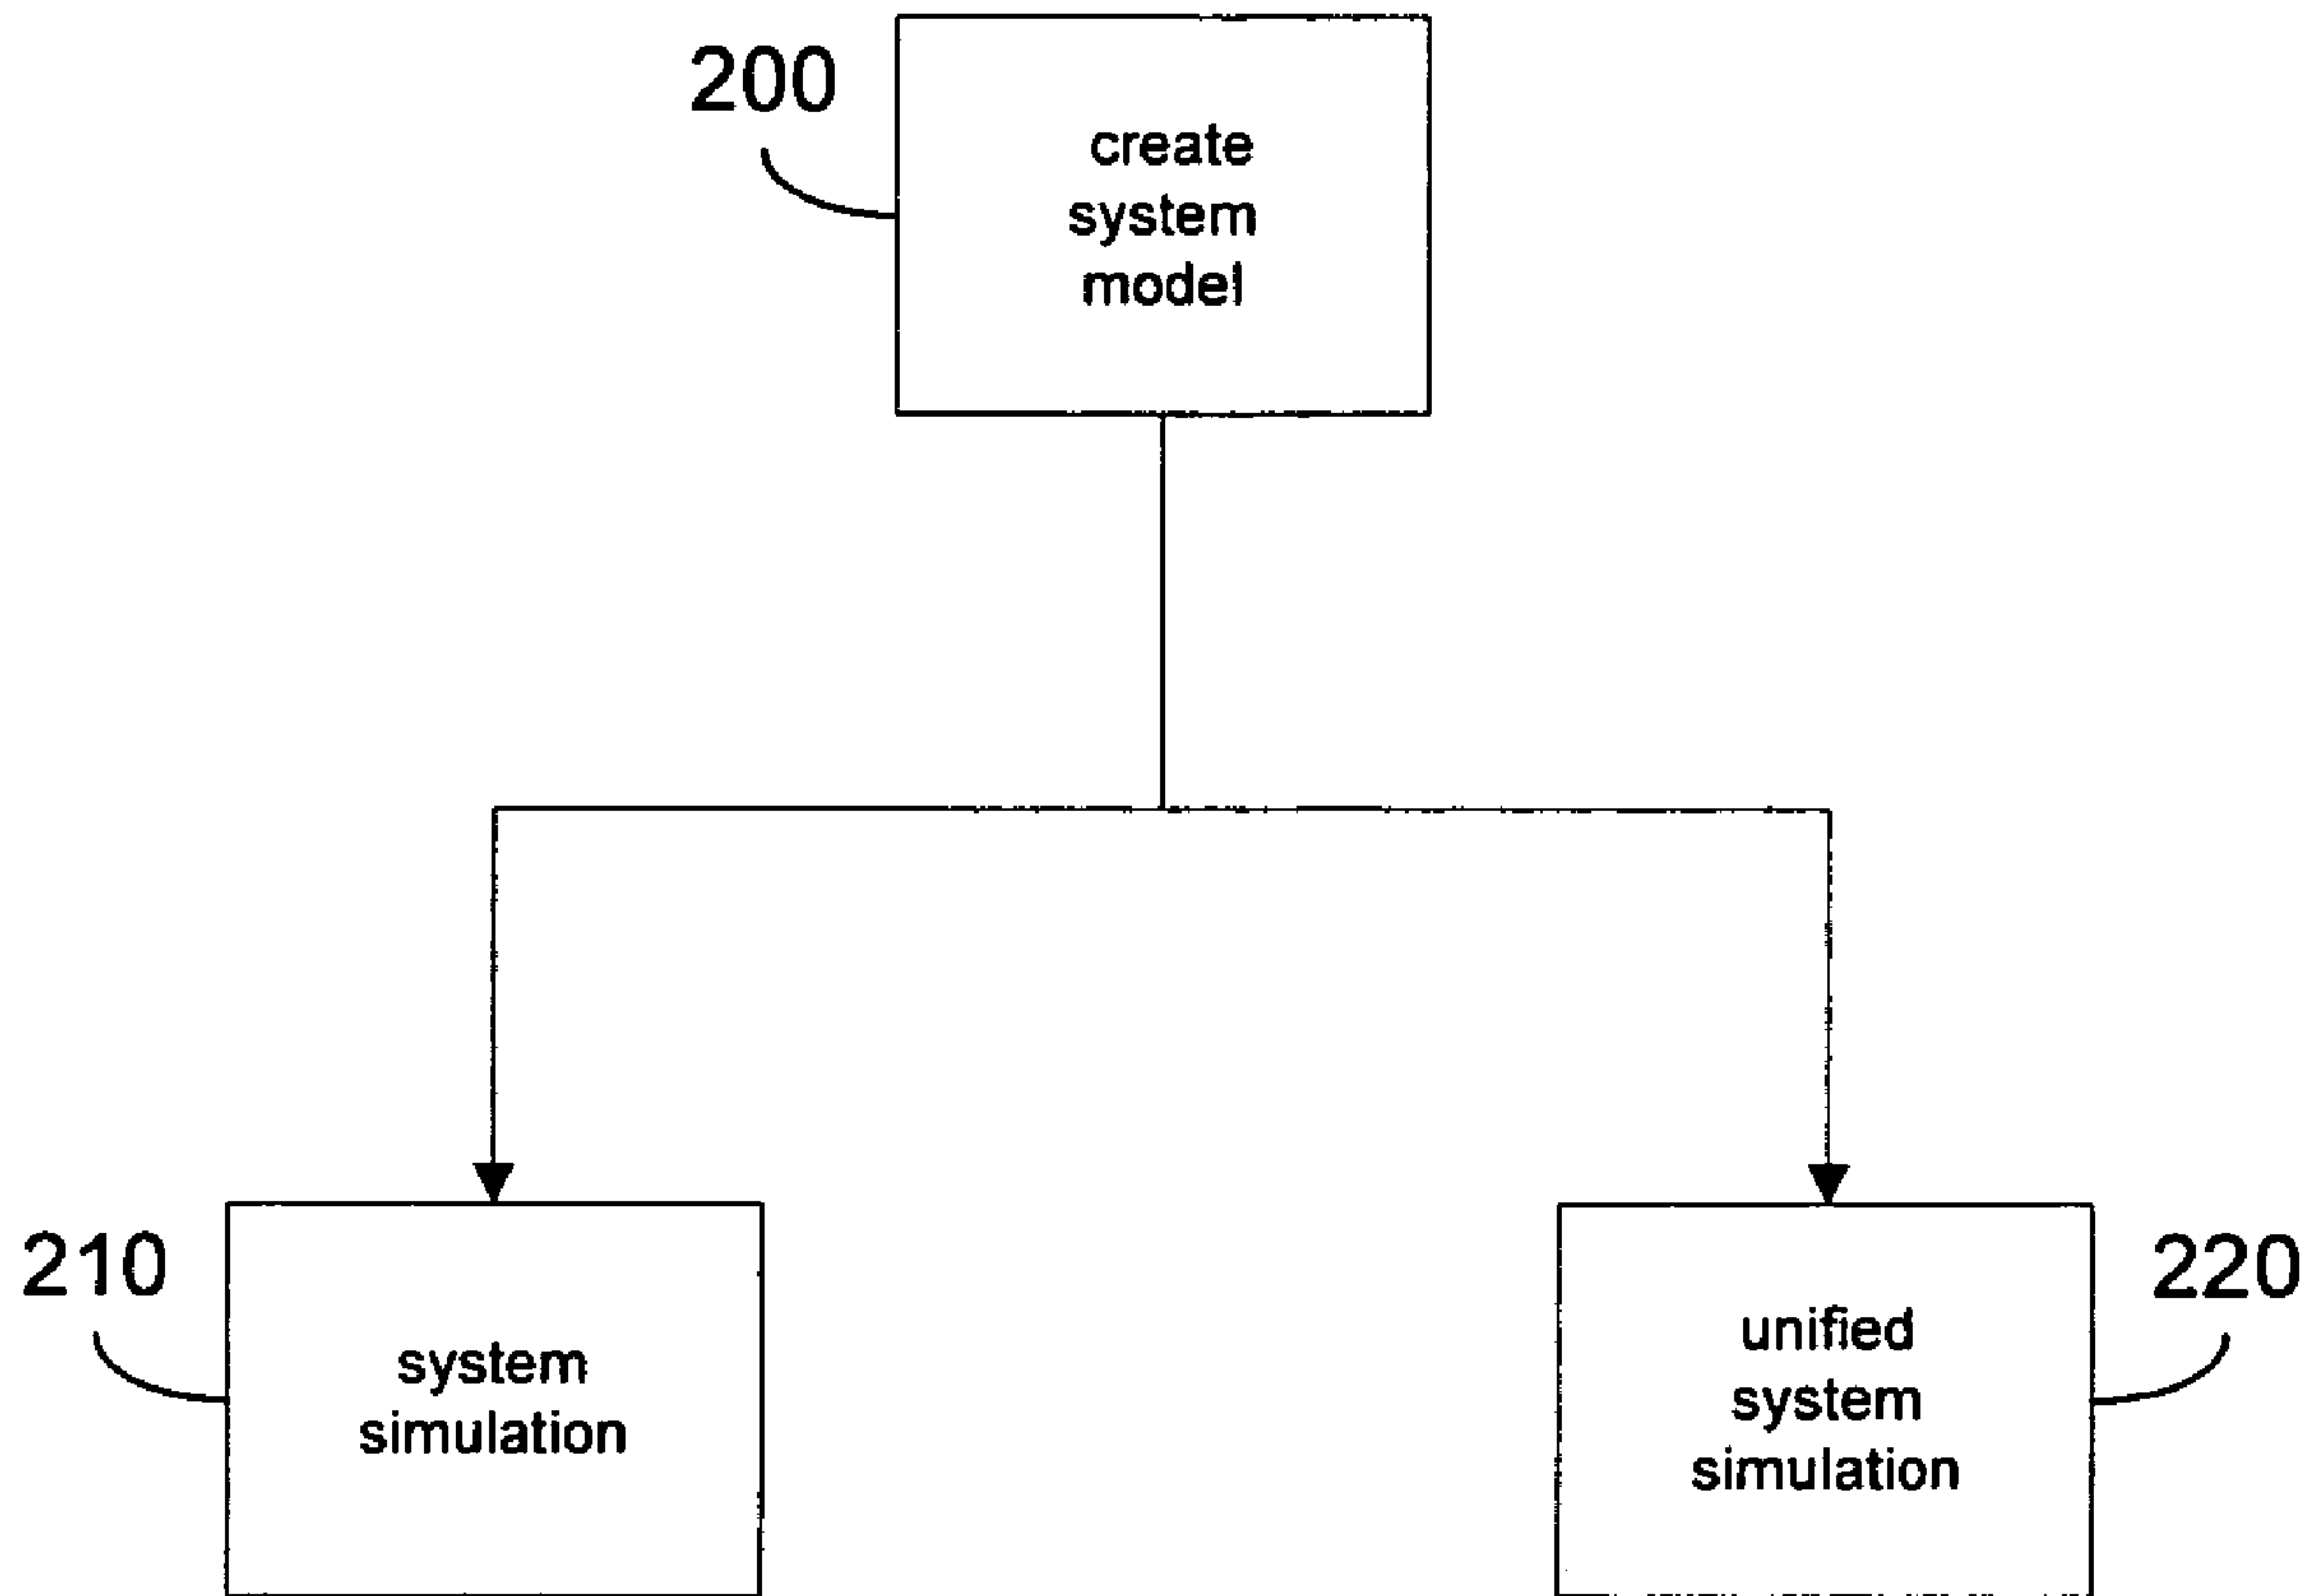 200
create
system
model
210
system
simulation
220
unified
system
simulation